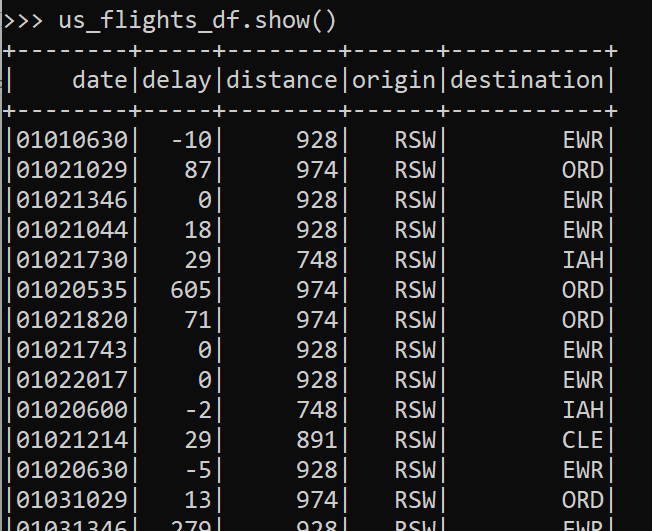 >>> us_flights_df.show()
+--------+-----+--------+------+-----------+
|    date|delay|distance|origin|destination|
+--------+-----+--------+------+-----------+
|01010630|  -10|     928|   RSW|        EWR|
|01021029|   87|     974|   RSW|        ORD|
|01021346|    0|     928|   RSW|        EWR|
|01021044|   18|     928|   RSW|        EWR|
|01021730|   29|     748|   RSW|        IAH|
|01020535|  605|     974|   RSW|        ORD|
|01021820|   71|     974|   RSW|        ORD|
|01021743|    0|     928|   RSW|        EWR|
|01022017|    0|     928|   RSW|        EWR|
|01020600|   -2|     748|   RSW|        IAH|
|01021214|   29|     891|   RSW|        CLE|
|01020630|   -5|     928|   RSW|        EWR|
|01031029|   13|     974|   RSW|        ORD|
|01031346|  279|     928|   RSW|        EWR|